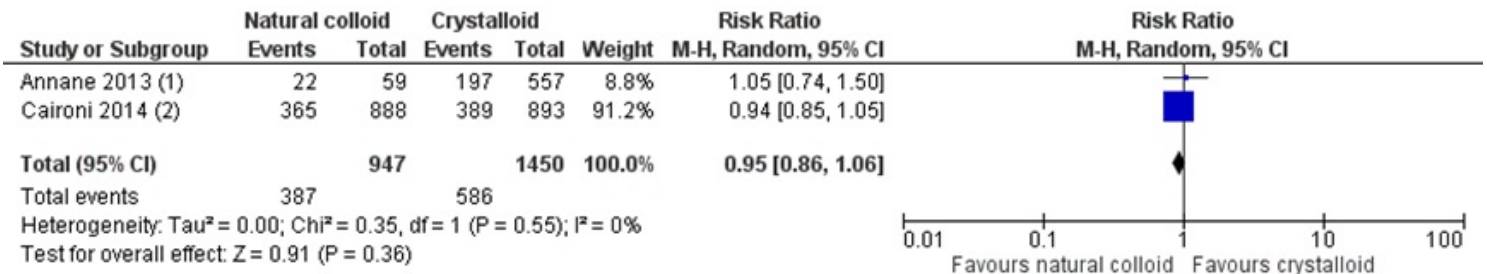 Natural colloid Crystalloid Risk Ratio Risk Ratio
Study or Subgroup Events Total Events Total Weight M-H, Random, 95% CI M-H, Random, 95% CI
Annane 2013 (1) 22 59 197 557 8.8% 1.05 [0.74, 1.50]
Caironi 2014 (2) 365 888 389 893 91.2% 0.94 [0.85, 1.05]
Total (95% CI) 947 1450 100.0% 0.95 [0.86, 1.06]
Total events 387 586
Heterogeneity: Tau² = 0.00; Chi² = 0.35, df = 1 (P = 0.55); I² = 0%
Test for overall effect: Z = 0.91 (P = 0.36)
0.01 0.1 1 10 100
Favours natural colloid Favours crystalloid